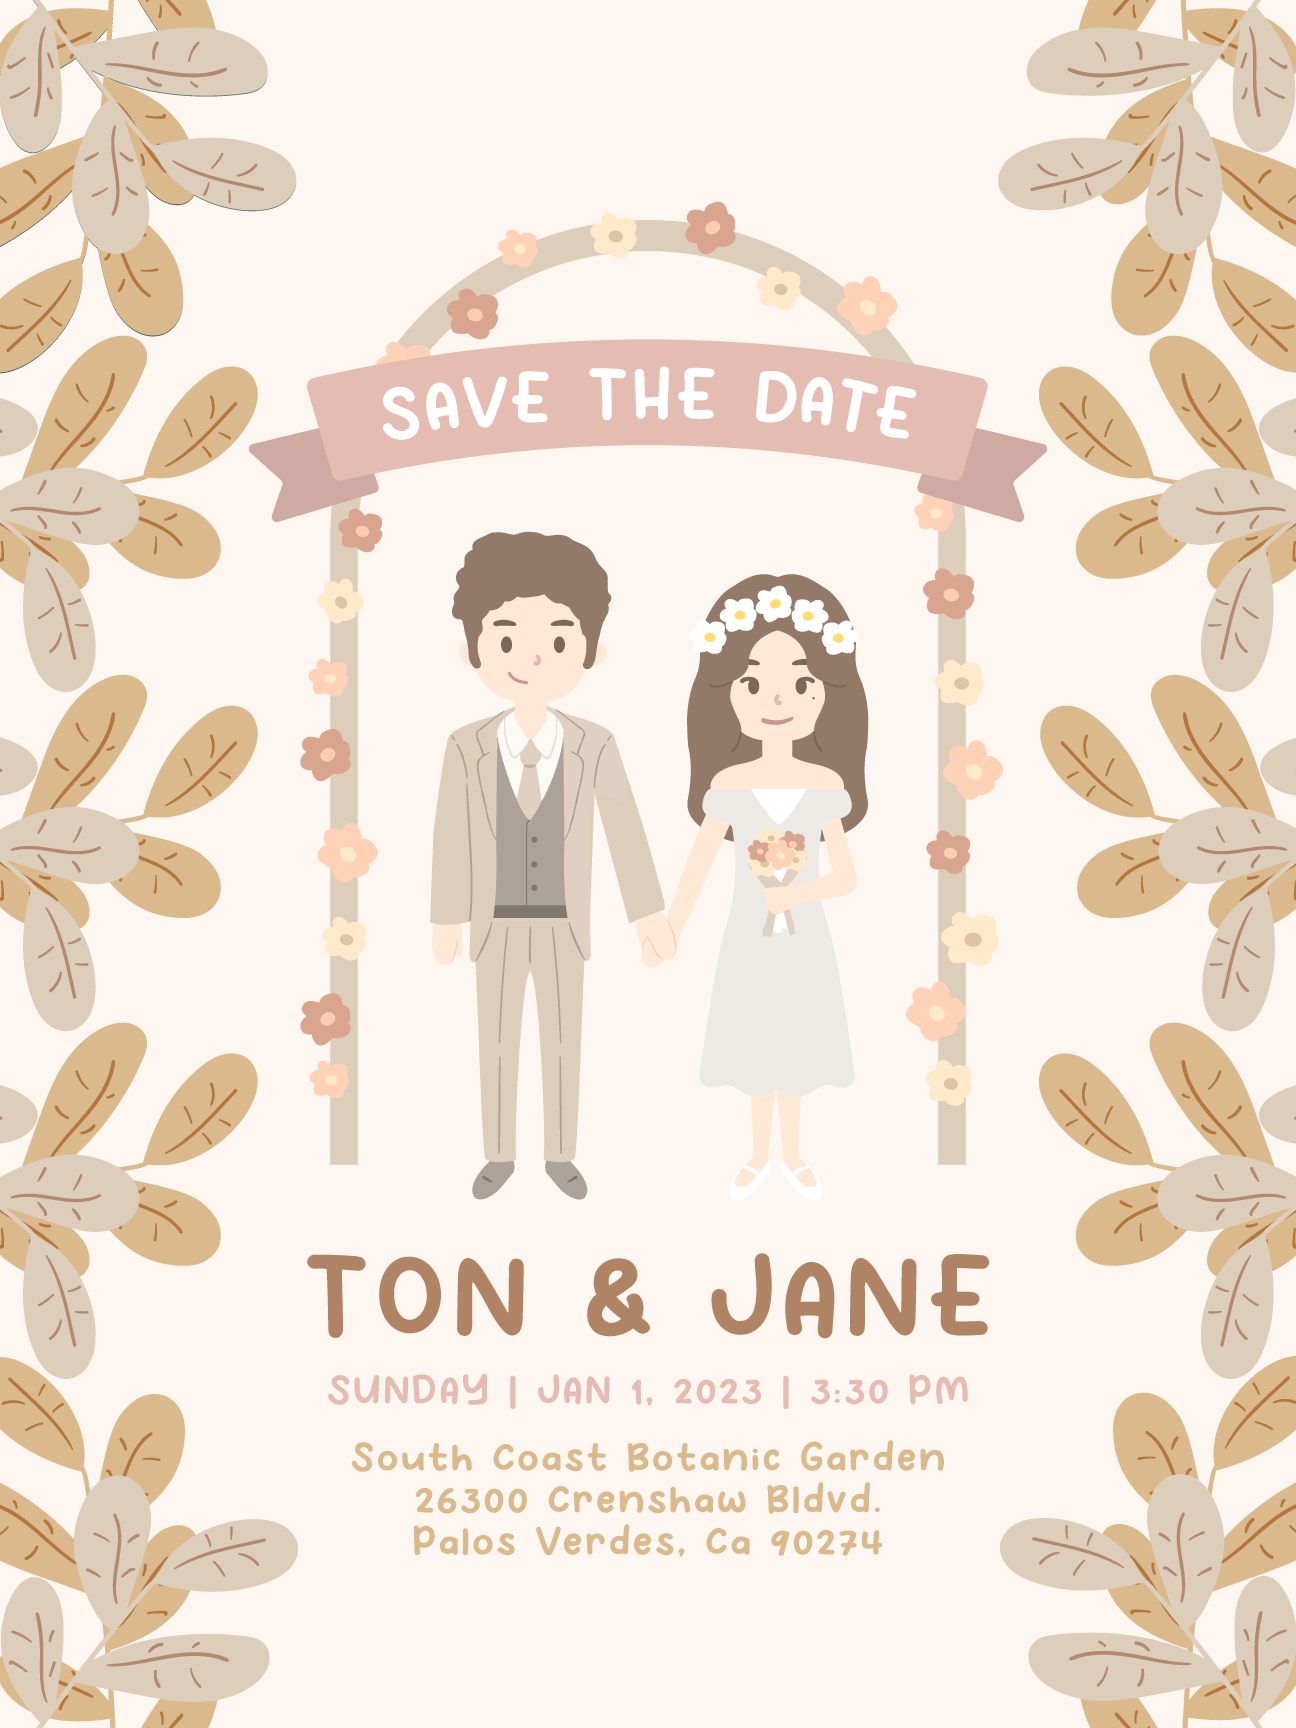 SAVE THE DATE
TON & JANE
SUNDAY | JAN 1, 2023 | 3:30 PM
South Coast Botanic Garden
26300 Crenshaw Bldvd.
Palos Verdes, Ca 90274